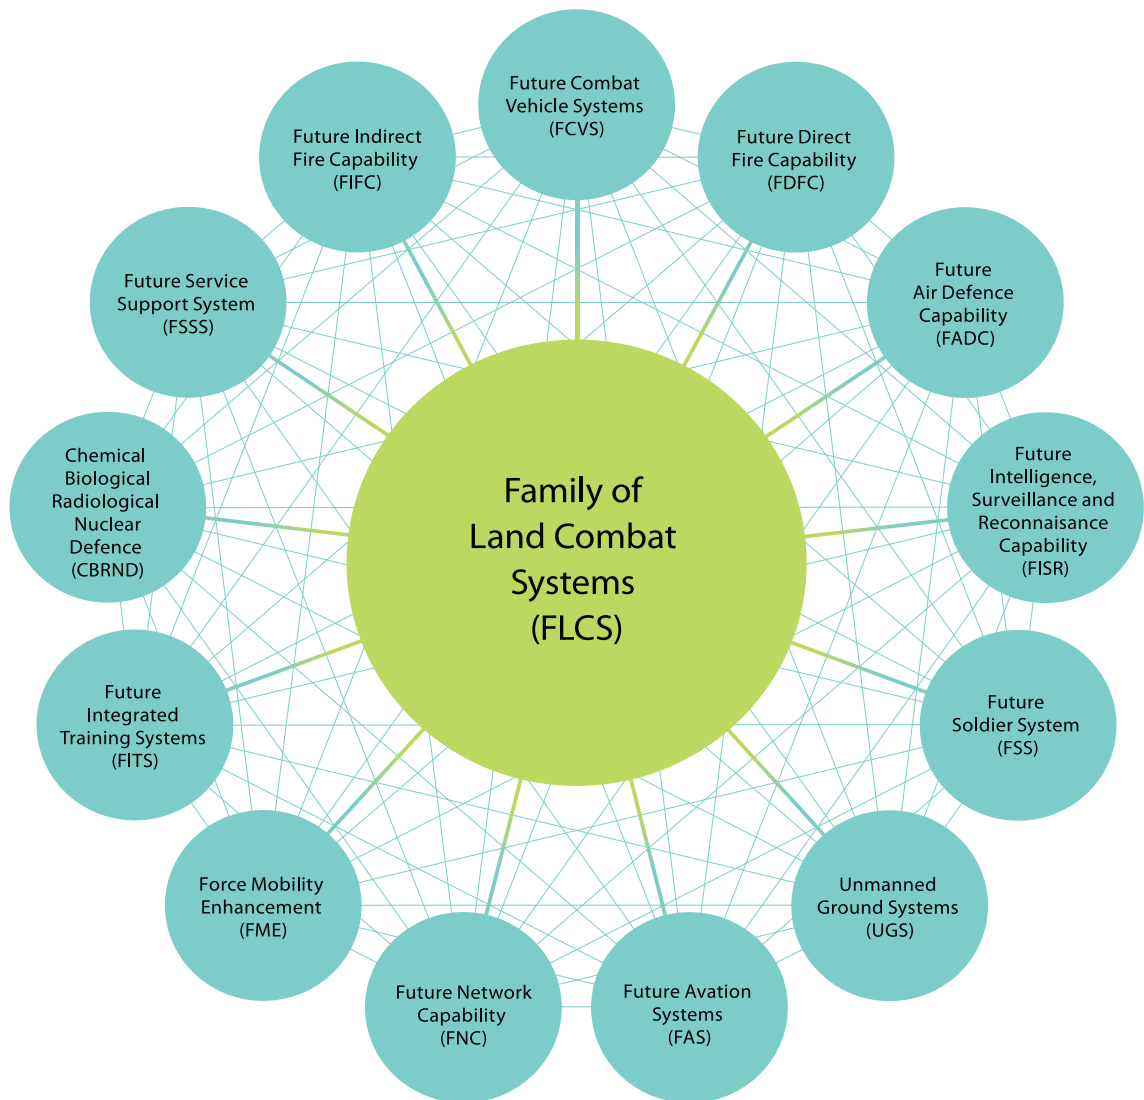 Future Combat
Vehicle Systems
(FCVS)
Future Indirect
Fire Capability
(FIFC)
Future Direct
Fire Capability
(FDFC)
Future Service
Support System
(FSSS)
Future
Air Defence
Capability
(FADC)
Chemical
Biological
Radiological
Nuclear
Defence
(CBRND)
Family of
Land Combat
Systems
(FLCS)
Future
Intelligence,
Surveillance and
Reconnaisance
Capability
(FISR)
Future
Integrated
Training Systems
(FITS)
Future
Soldier System
(FSS)
Force Mobility
Enhancement
(FME)
Unmanned
Ground Systems
(UGS)
Future Network
Capability
(FNC)
Future Avation
Systems
(FAS)